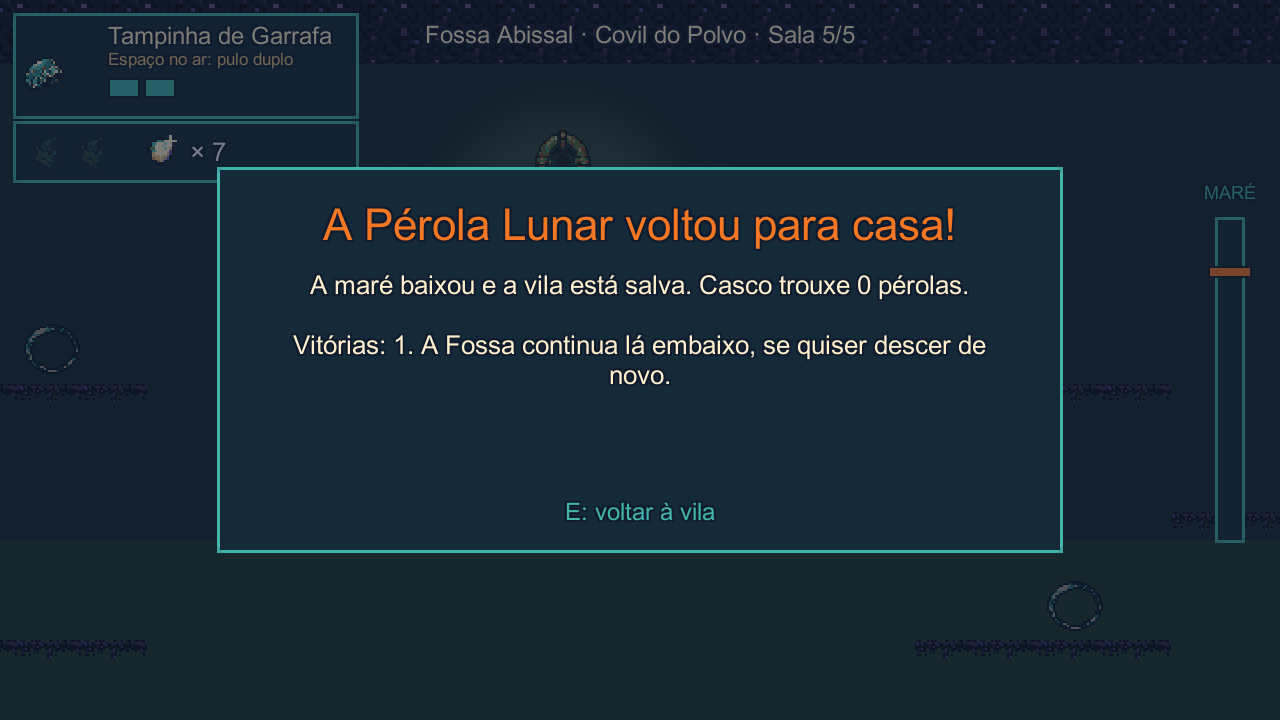 Tampinha de Garrafa
Espaço no ar: pulo duplo
× 7
Fossa Abissal · Covil do Polvo · Sala 5/5
MARÉ
A Pérola Lunar voltou para casa!
A maré baixou e a vila está salva. Casco trouxe 0 pérolas.
Vitórias: 1. A Fossa continua lá embaixo, se quiser descer de
novo.
E: voltar à vila